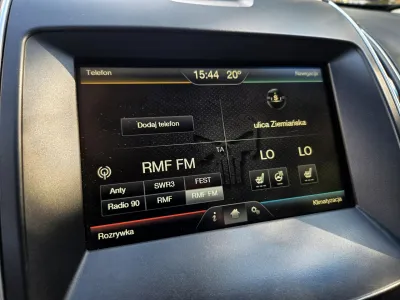 Telefon 15:44 20° Nawigacja
Dodaj telefon
ulica Ziemiańska
TA
RMF FM
LO LO
Anty SWR3 FEST
Radio 90 RMF RMF FM
Rozrywka
i
Klimatyzacja